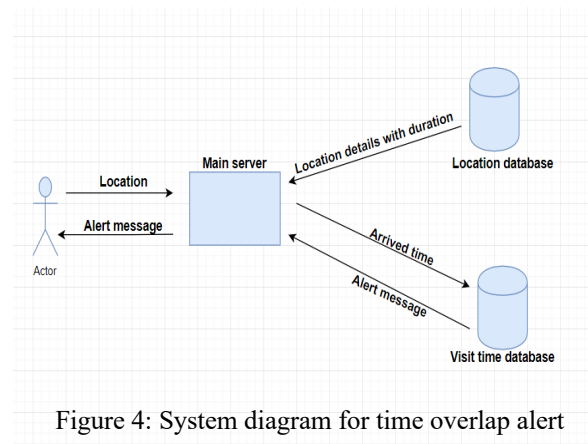 Location details with duration
Main server
Location database
Location
Alert message
Actor
Arrived time
Alert message
Visit time database
Figure 4: System diagram for time overlap alert